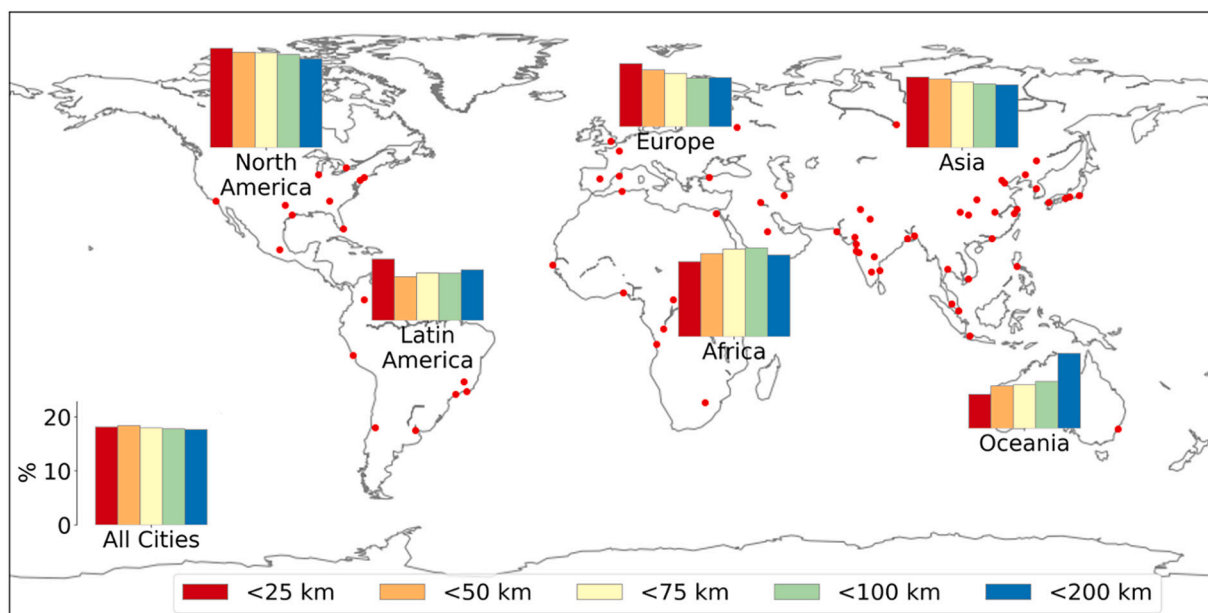 North
America
Europe
Asia
Latin
America
Africa
Oceania
%
20
10
0
All Cities
<25 km
<50 km
<75 km
<100 km
<200 km